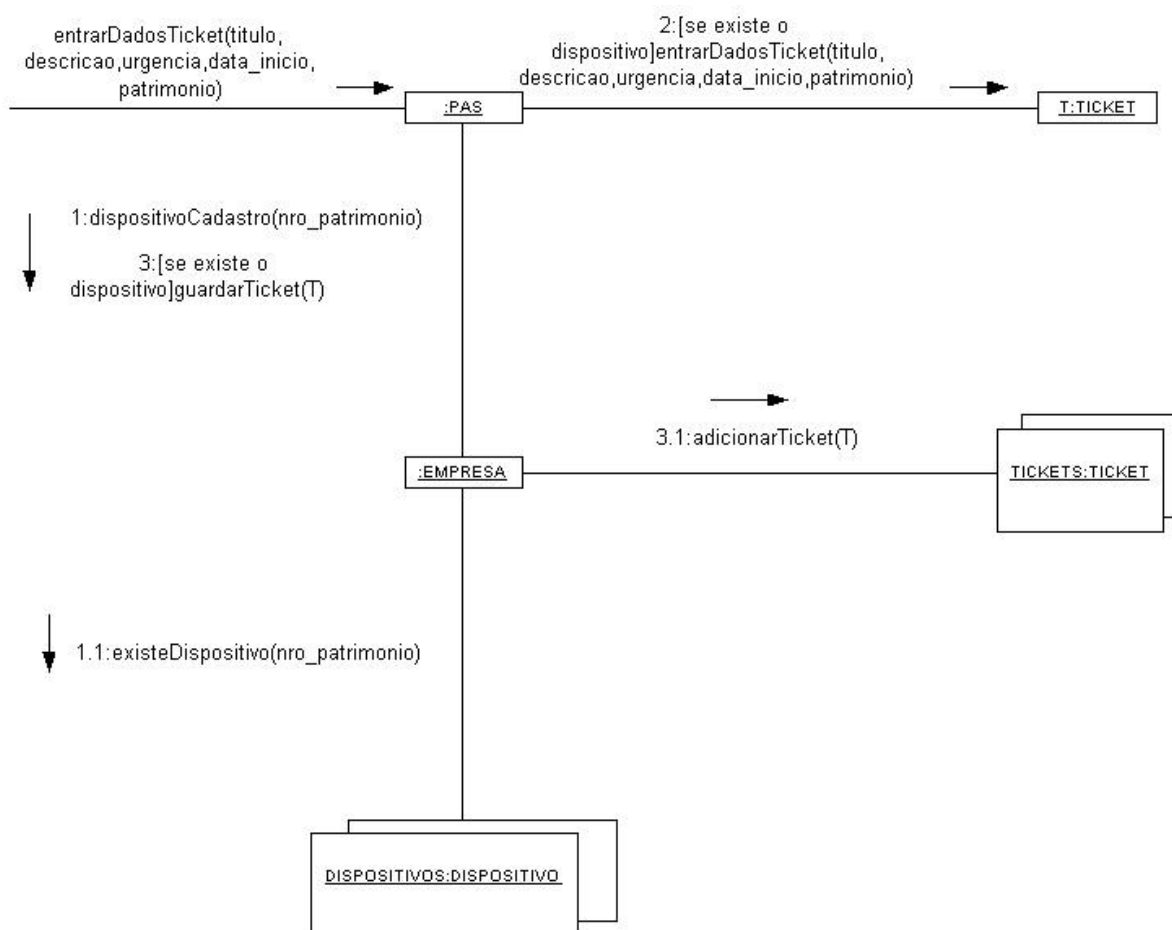 entrarDadosTicket(titulo,
descricao,urgencia,data_inicio,
patrimonio)
2:[se existe o
dispositivo]entrarDadosTicket(titulo,
descricao,urgencia,data_inicio,patrimonio)
:PAS
T:TICKET
1:dispositivoCadastro(nro_patrimonio)
3:[se existe o
dispositivo]guardarTicket(T)
3.1:adicionarTicket(T)
:EMPRESA
TICKETS:TICKET
1.1:existeDispositivo(nro_patrimonio)
DISPOSITIVOS:DISPOSITIVO